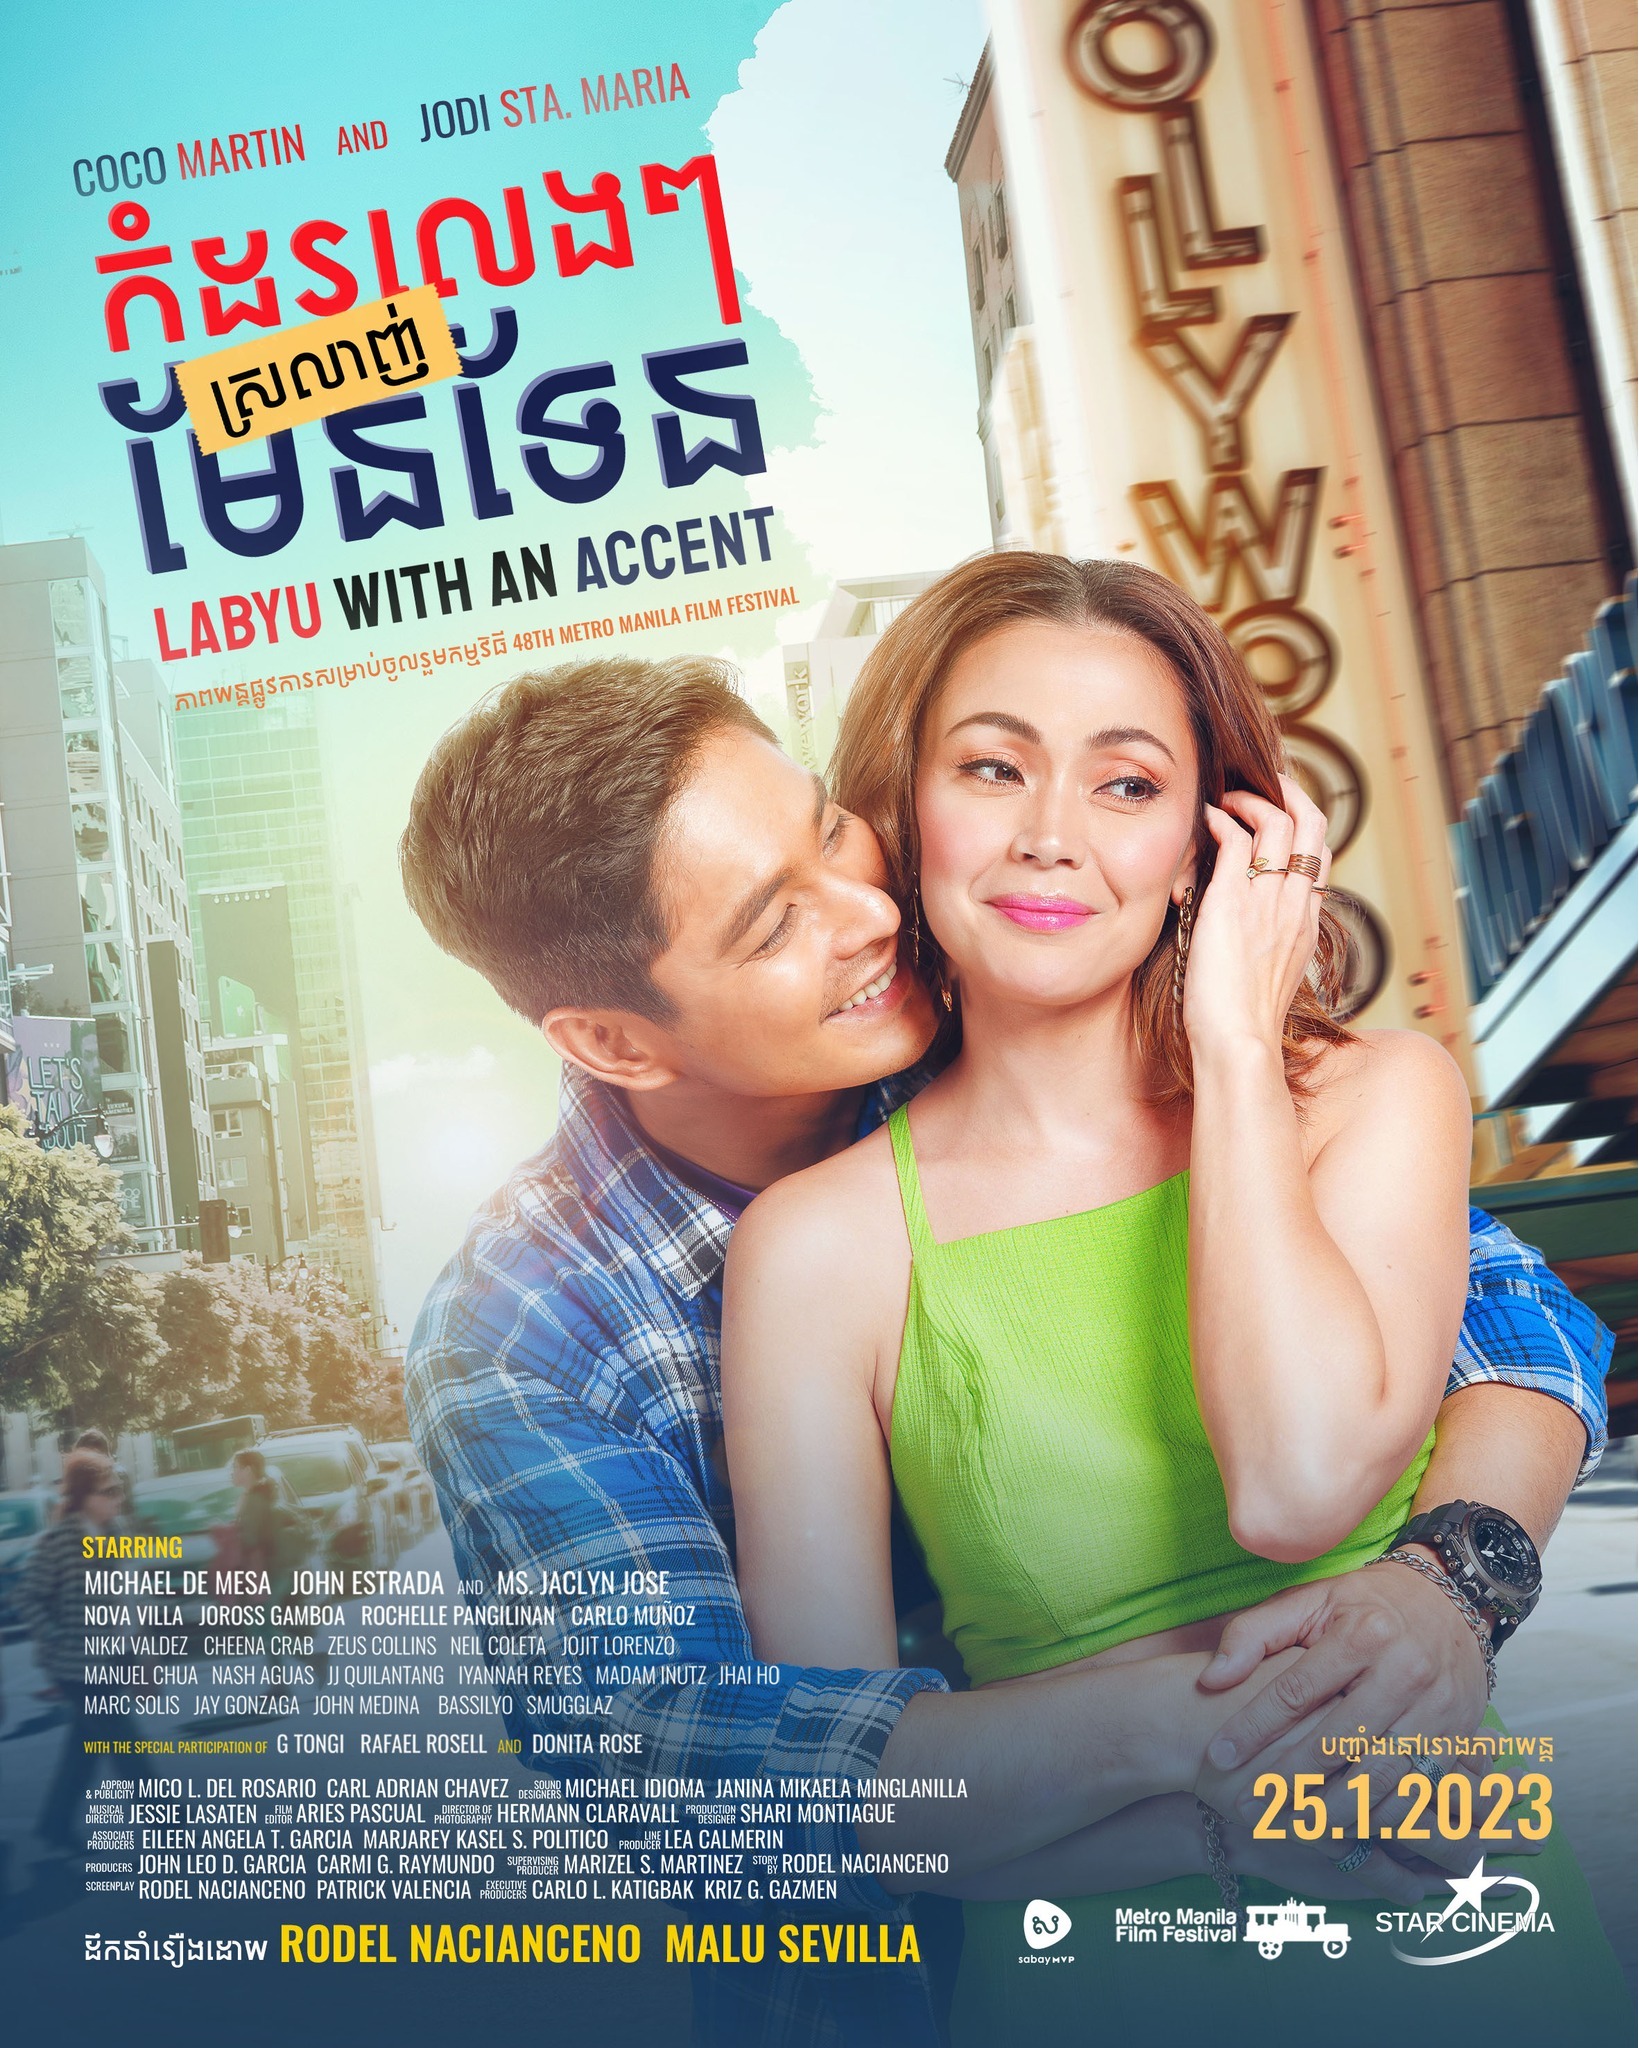 COCO MARTIN AND JODI STA. MARIA
កំដរលេងៗ
ស្រលាញ់
មែនទែន
LABYU WITH AN ACCENT
ភាពយន្តផ្លូវការសម្រាប់ចូលរួមកម្មវិធី 48TH METRO MANILA FILM FESTIVAL
OLLYWOOD
wework
LET'S
TALK
ABOUT
STARRING
MICHAEL DE MESA JOHN ESTRADA AND MS. JACLYN JOSE
NOVA VILLA JOROSS GAMBOA ROCHELLE PANGILINAN CARLO MUÑOZ
NIKKI VALDEZ CHEENA CRAB ZEUS COLLINS NEIL COLETA JOJIT LORENZO
MANUEL CHUA NASH AGUAS JJ QUILANTANG IYANNAH REYES MADAM INUTZ JHAI HO
MARC SOLIS JAY GONZAGA JOHN MEDINA BASSILYO SMUGGLAZ
WITH THE SPECIAL PARTICIPATION OF G TONGI RAFAEL ROSELL AND DONITA ROSE
ADPROM & PUBLICITY MICO L. DEL ROSARIO CARL ADRIAN CHAVEZ SOUND DESIGNERS MICHAEL IDIOMA JANINA MIKAELA MINGLANILLA
MUSICAL DIRECTOR JESSIE LASATEN FILM EDITOR ARIES PASCUAL DIRECTOR OF PHOTOGRAPHY HERMANN CLARAVALL PRODUCTION DESIGNER SHARI MONTIAGUE
ASSOCIATE PRODUCERS EILEEN ANGELA T. GARCIA MARJAREY KASEL S. POLITICO LINE PRODUCER LEA CALMERIN
PRODUCERS JOHN LEO D. GARCIA CARMI G. RAYMUNDO SUPERVISING PRODUCER MARIZEL S. MARTINEZ STORY BY RODEL NACIANCENO
SCREENPLAY RODEL NACIANCENO PATRICK VALENCIA EXECUTIVE PRODUCERS CARLO L. KATIGBAK KRIZ G. GAZMEN
ដឹកនាំរឿងដោយ RODEL NACIANCENO MALU SEVILLA
បញ្ចាំងនៅរោងភាពយន្ត
25.1.2023
sabay MVP
Metro Manila
Film Festival
STAR CINEMA